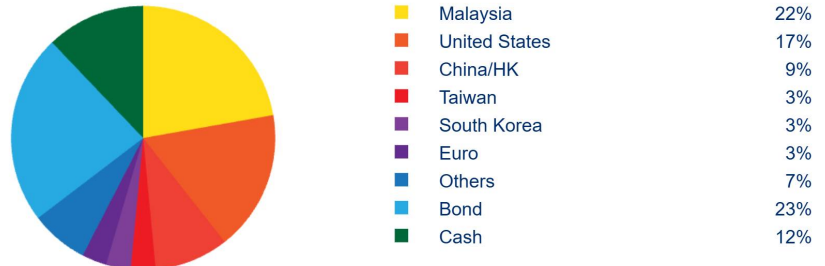 Malaysia 22%
United States 17%
China/HK 9%
Taiwan 3%
South Korea 3%
Euro 3%
Others 7%
Bond 23%
Cash 12%